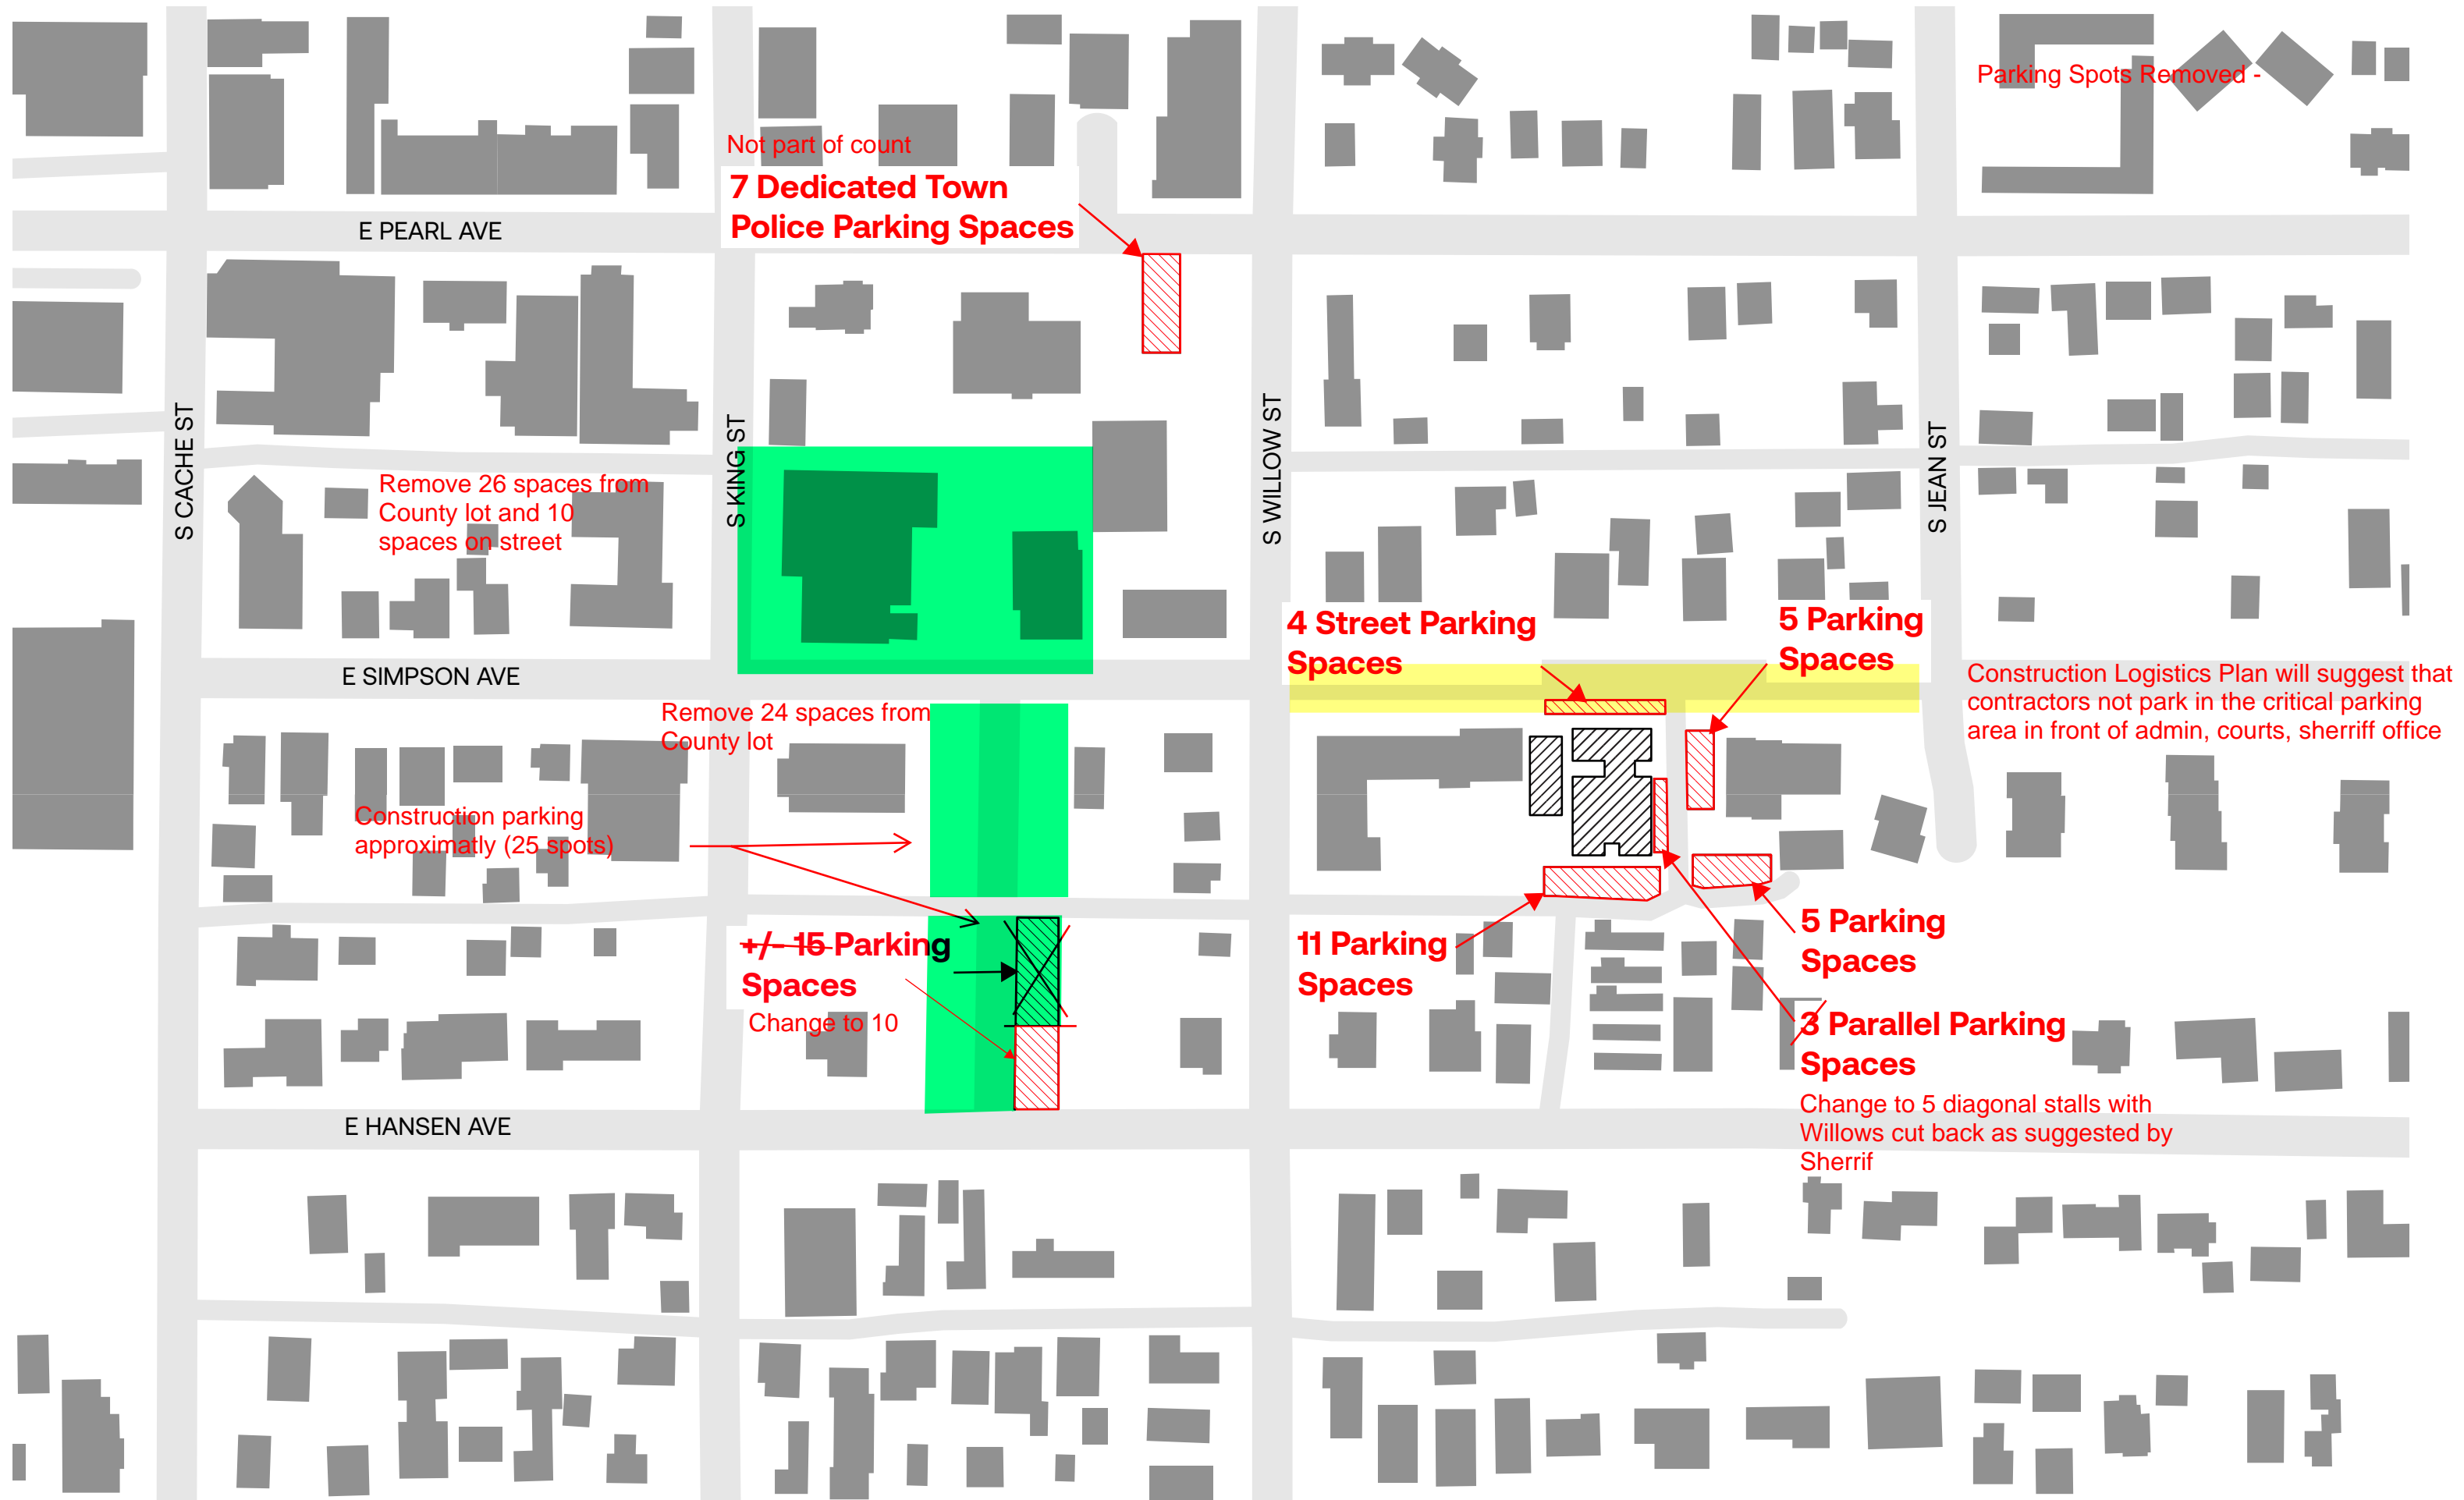 Parking Spots Removed -
Not part of count
7 Dedicated Town
Police Parking Spaces
E PEARL AVE
S CACHE ST
S KING ST
S WILLOW ST
S JEAN ST
Remove 26 spaces from
County lot and 10
spaces on street
4 Street Parking
Spaces
5 Parking
Spaces
E SIMPSON AVE
Construction Logistics Plan will suggest that
contractors not park in the critical parking
area in front of admin, courts, sherriff office
Remove 24 spaces from
County lot
Construction parking
approximatly (25 spots)
+/- 15 Parking
Spaces
Change to 10
11 Parking
Spaces
5 Parking
Spaces
3 Parallel Parking
Spaces
Change to 5 diagonal stalls with
Willows cut back as suggested by
Sherrif
E HANSEN AVE